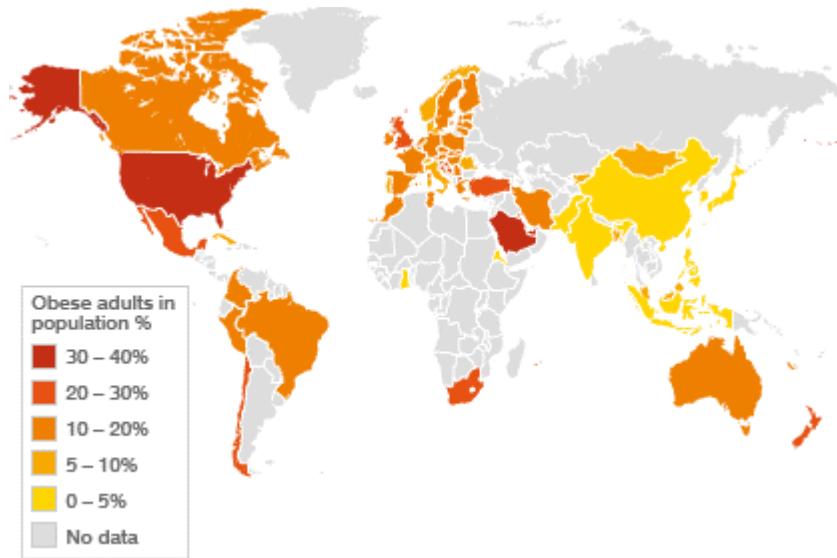 Obese adults in
population %
30 – 40%
20 – 30%
10 – 20%
5 – 10%
0 – 5%
No data